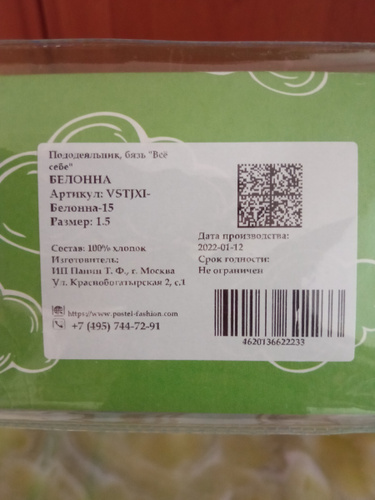 Пододеяльник, бязь "Всё
себе"
БЕЛОННА
Артикул: VSTJXI-
Белонна-15
Размер: 1.5
Состав: 100% хлопок
Изготовитель:
ИП Панин Т. Ф., г. Москва
Ул. Краснобогатырская 2, с.1
https://www.postel-fashion.com
+7 (495) 744-72-91
Дата производства:
2022-01-12
Срок годности:
Не ограничен
4620136622233